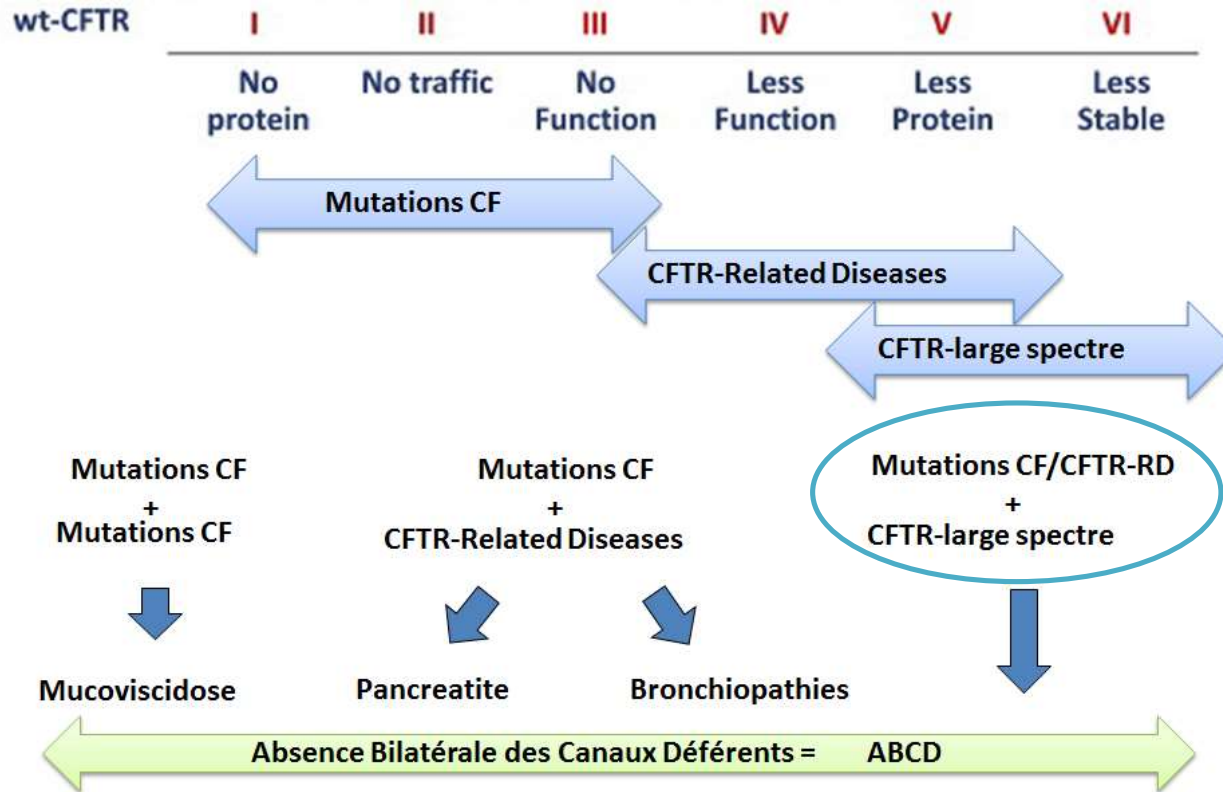 wt-CFTR I II III IV V VI
No protein No traffic No Function Less Function Less Protein Less Stable
Mutations CF
CFTR-Related Diseases
CFTR-large spectre
Mutations CF
+
Mutations CF
Mutations CF
+
CFTR-Related Diseases
Mutations CF/CFTR-RD
+
CFTR-large spectre
Mucoviscidose
Pancreatite
Bronchiopathies
Absence Bilatérale des Canaux Déférents = ABCD